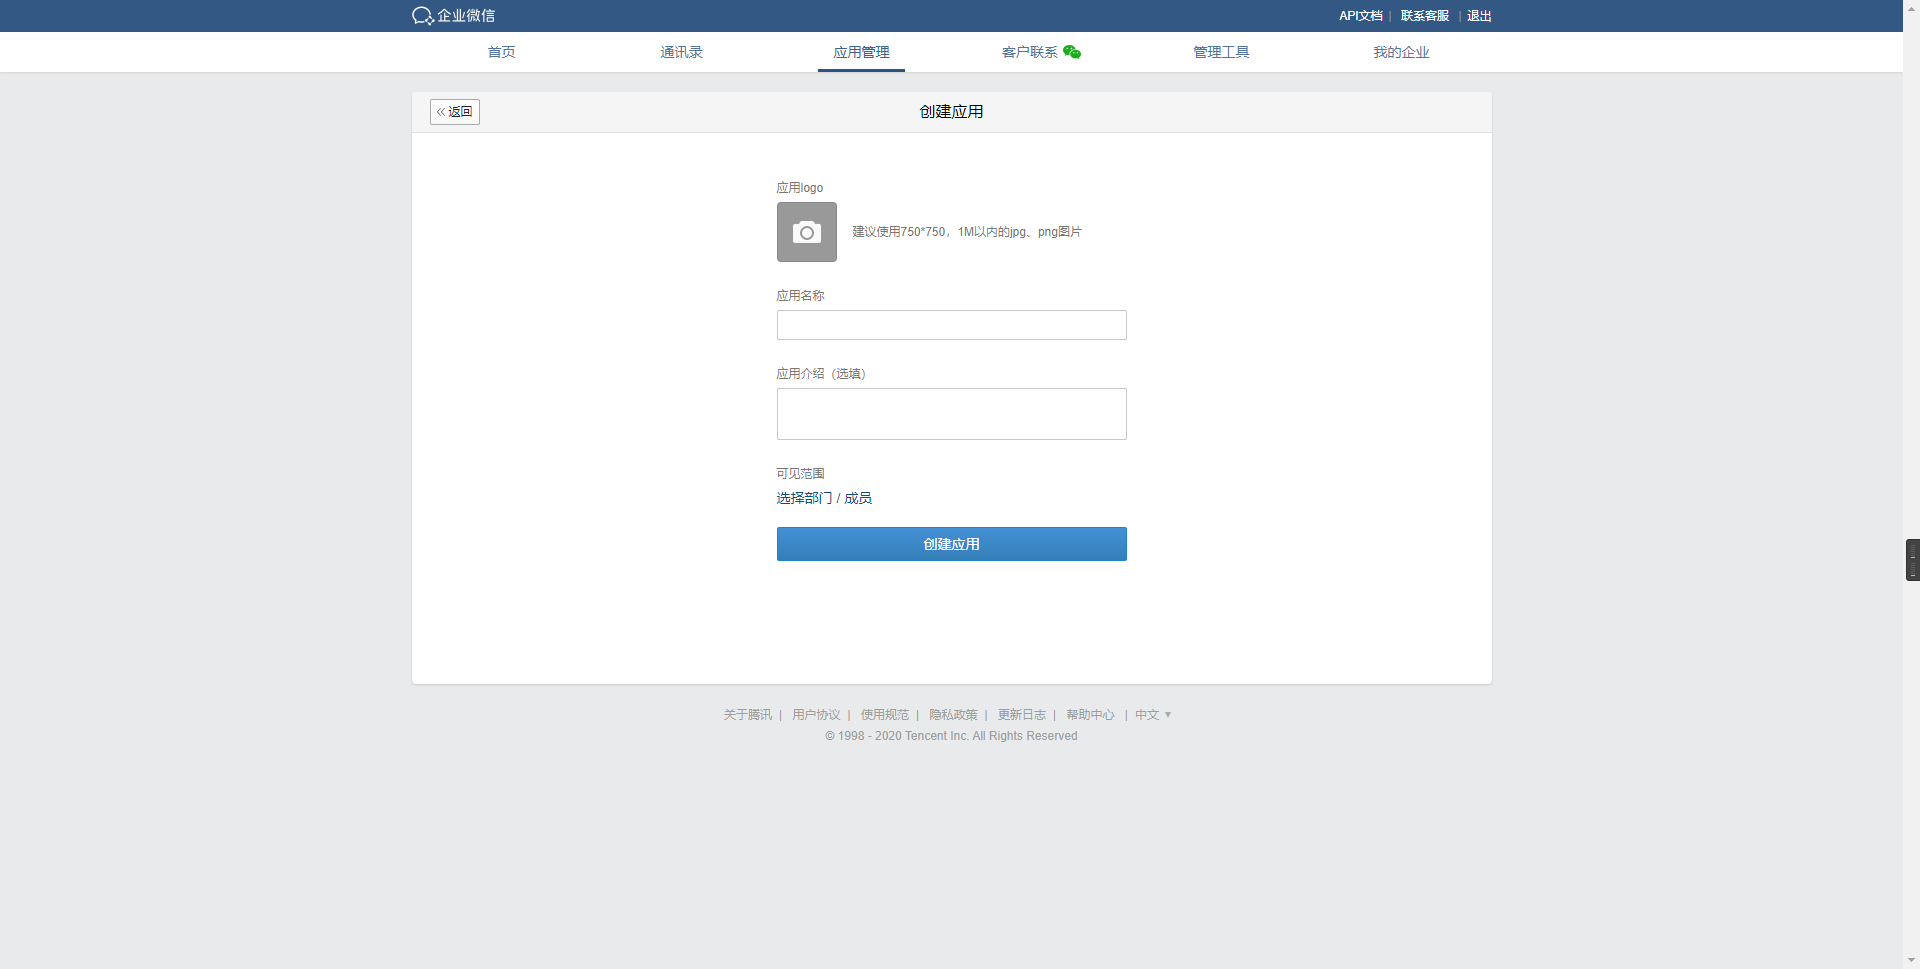 企业微信
API文档 | 联系客服 | 退出
首页 通讯录 应用管理 客户联系 管理工具 我的企业
« 返回 创建应用
应用logo
建议使用750*750，1M以内的jpg、png图片
应用名称
应用介绍（选填）
可见范围
选择部门 / 成员
创建应用
关于腾讯 | 用户协议 | 使用规范 | 隐私政策 | 更新日志 | 帮助中心 | 中文 ▼
© 1998 - 2020 Tencent Inc. All Rights Reserved